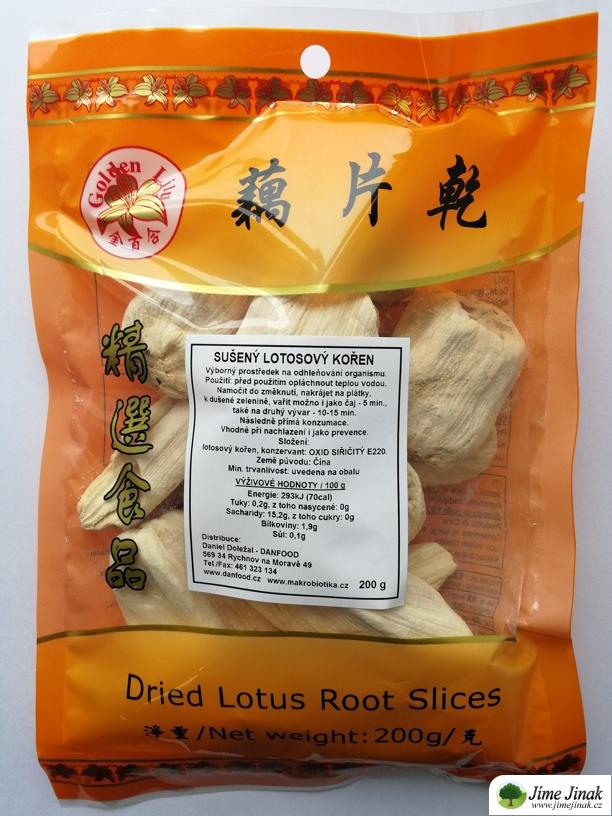 Golden Lily
金百合
藕片乾
精選食品
SUŠENÝ LOTOSOVÝ KOŘEN
Výborný prostředek na odhleňování organismu.
Použití: před použitím opláchnout teplou vodou.
Namočit do změknutí, nakrájet na plátky,
k dušené zelenině, vařit možno i jako čaj - 5 min.,
také na druhý vývar - 10-15 min.
Následně přímá konzumace.
Vhodné při nachlazení i jako prevence.
Složení:
lotosový kořen, konzervant: OXID SIŘIČITÝ E220.
Země původu: Čína
Min. trvanlivost: uvedena na obalu
VÝŽIVOVÉ HODNOTY / 100 g
Energie: 293kJ (70cal)
Tuky: 0,2g, z toho nasycené: 0g
Sacharidy: 15,2g, z toho cukry: 0g
Bílkoviny: 1,9g
Sůl: 0,1g
Distribuce:
Daniel Doležal - DANFOOD
569 34 Rychnov na Moravě 49
Tel./Fax: 461 323 134
www.danfood.cz www.makrobiotika.cz 200 g
Dried Lotus Root Slices
淨重/Net weight: 200g/克
Jíme Jinak
www.jimejinak.cz